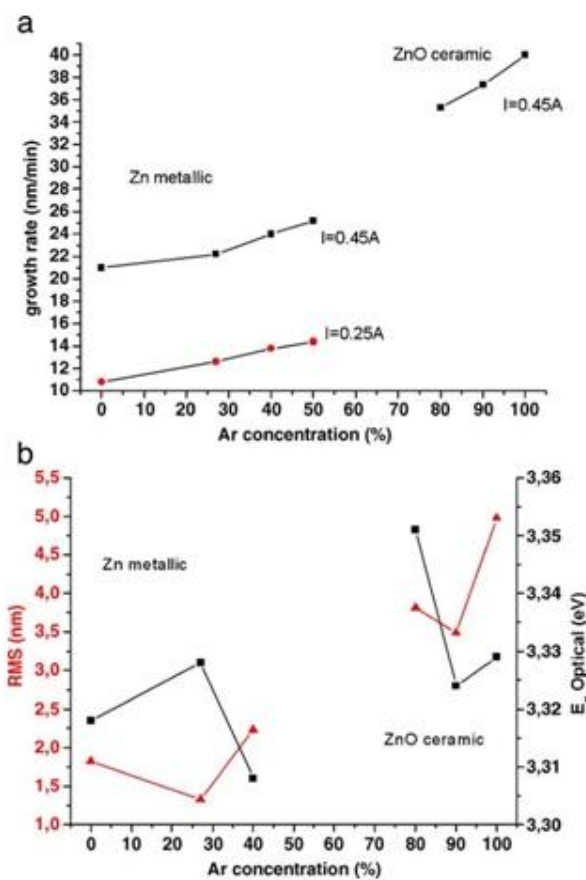 a
40
38
36
34
32
30
28
26
24
22
20
18
16
14
12
10
growth rate (nm/min)
ZnO ceramic
I=0.45A
Zn metallic
I=0.45A
I=0.25A
0 10 20 30 40 50 60 70 80 90 100
Ar concentration (%)
b
5,5
5,0
4,5
4,0
3,5
3,0
2,5
2,0
1,5
1,0
RMS (nm)
Zn metallic
ZnO ceramic
3,36
3,35
3,34
3,33
3,32
3,31
3,30
E_Optical (eV)
0 10 20 30 40 50 60 70 80 90 100
Ar concentration (%)